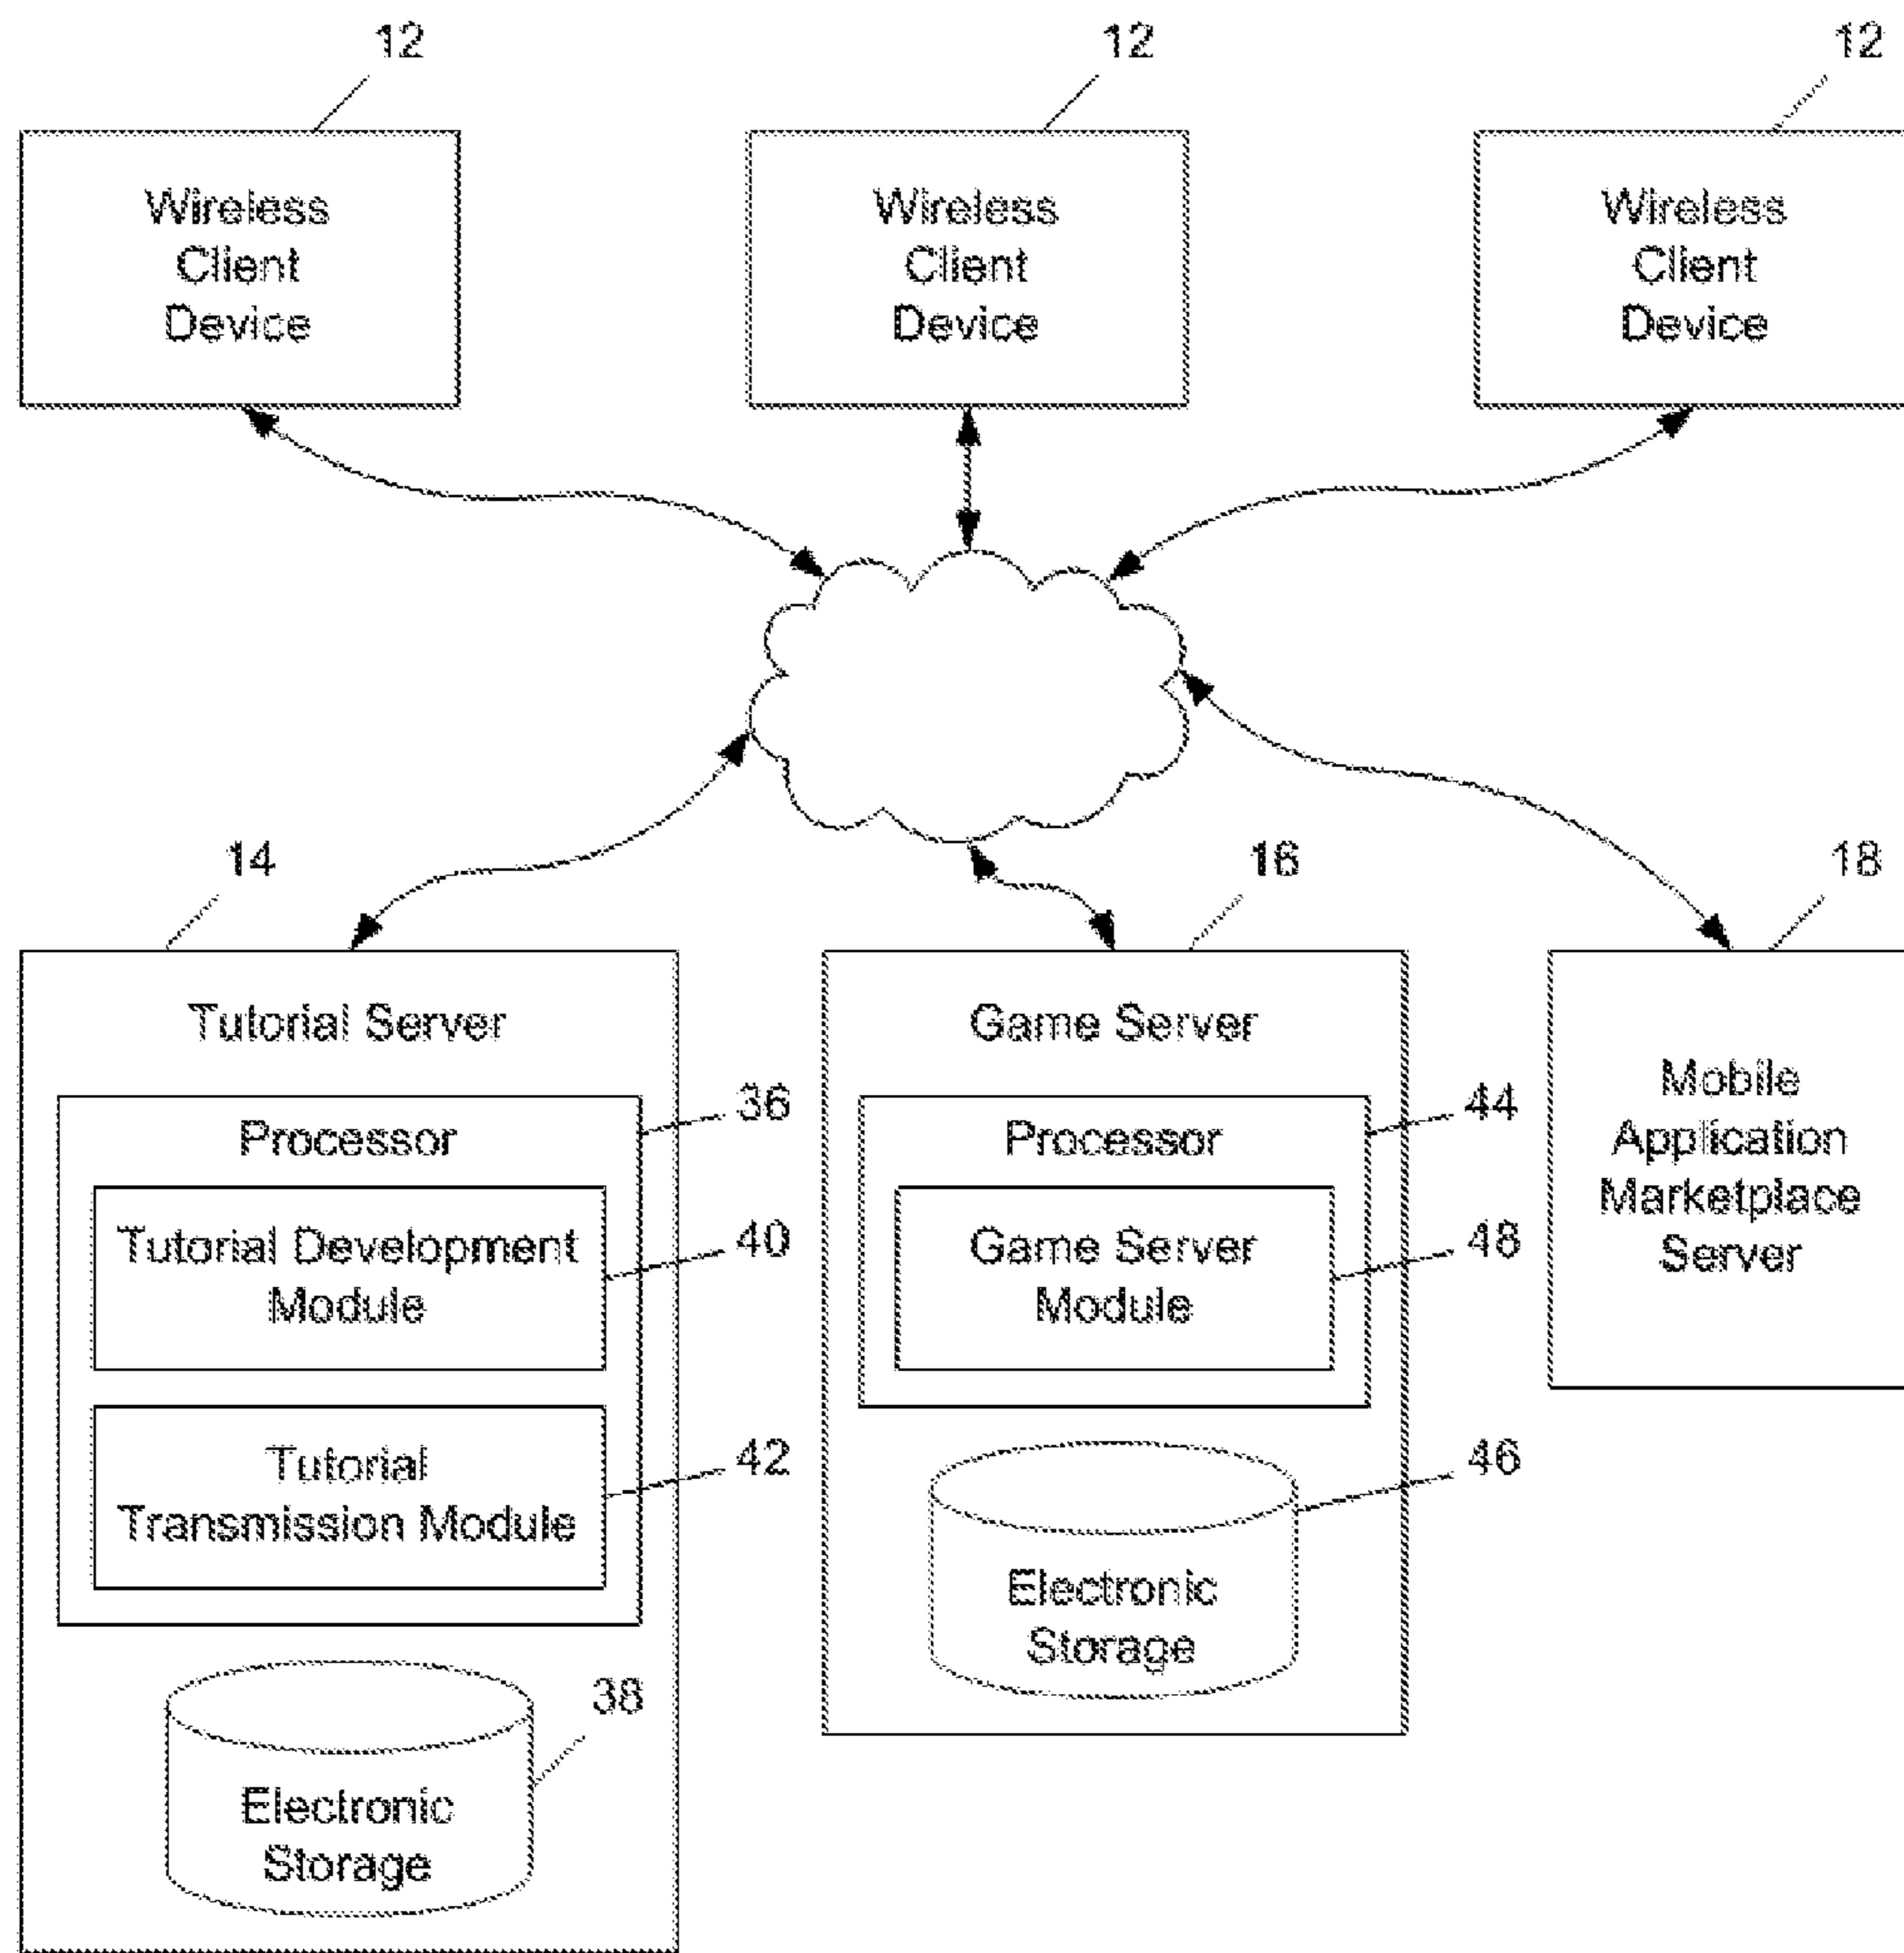 12
12
12
Wireless
Client
Device
Wireless
Client
Device
Wireless
Client
Device
14
16
18
Tutorial Server
Processor
36
Tutorial Development
Module
40
Tutorial
Transmission Module
42
Electronic
Storage
38
Game Server
Processor
44
Game Server
Module
48
Electronic
Storage
46
Mobile
Application
Marketplace
Server